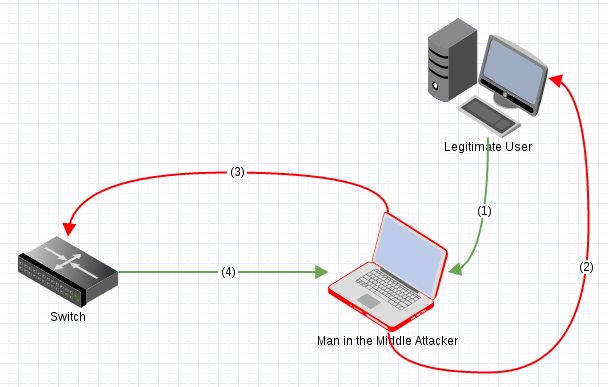 Legitimate User
(3)
(1)
(4)
(2)
Switch
Man in the Middle Attacker